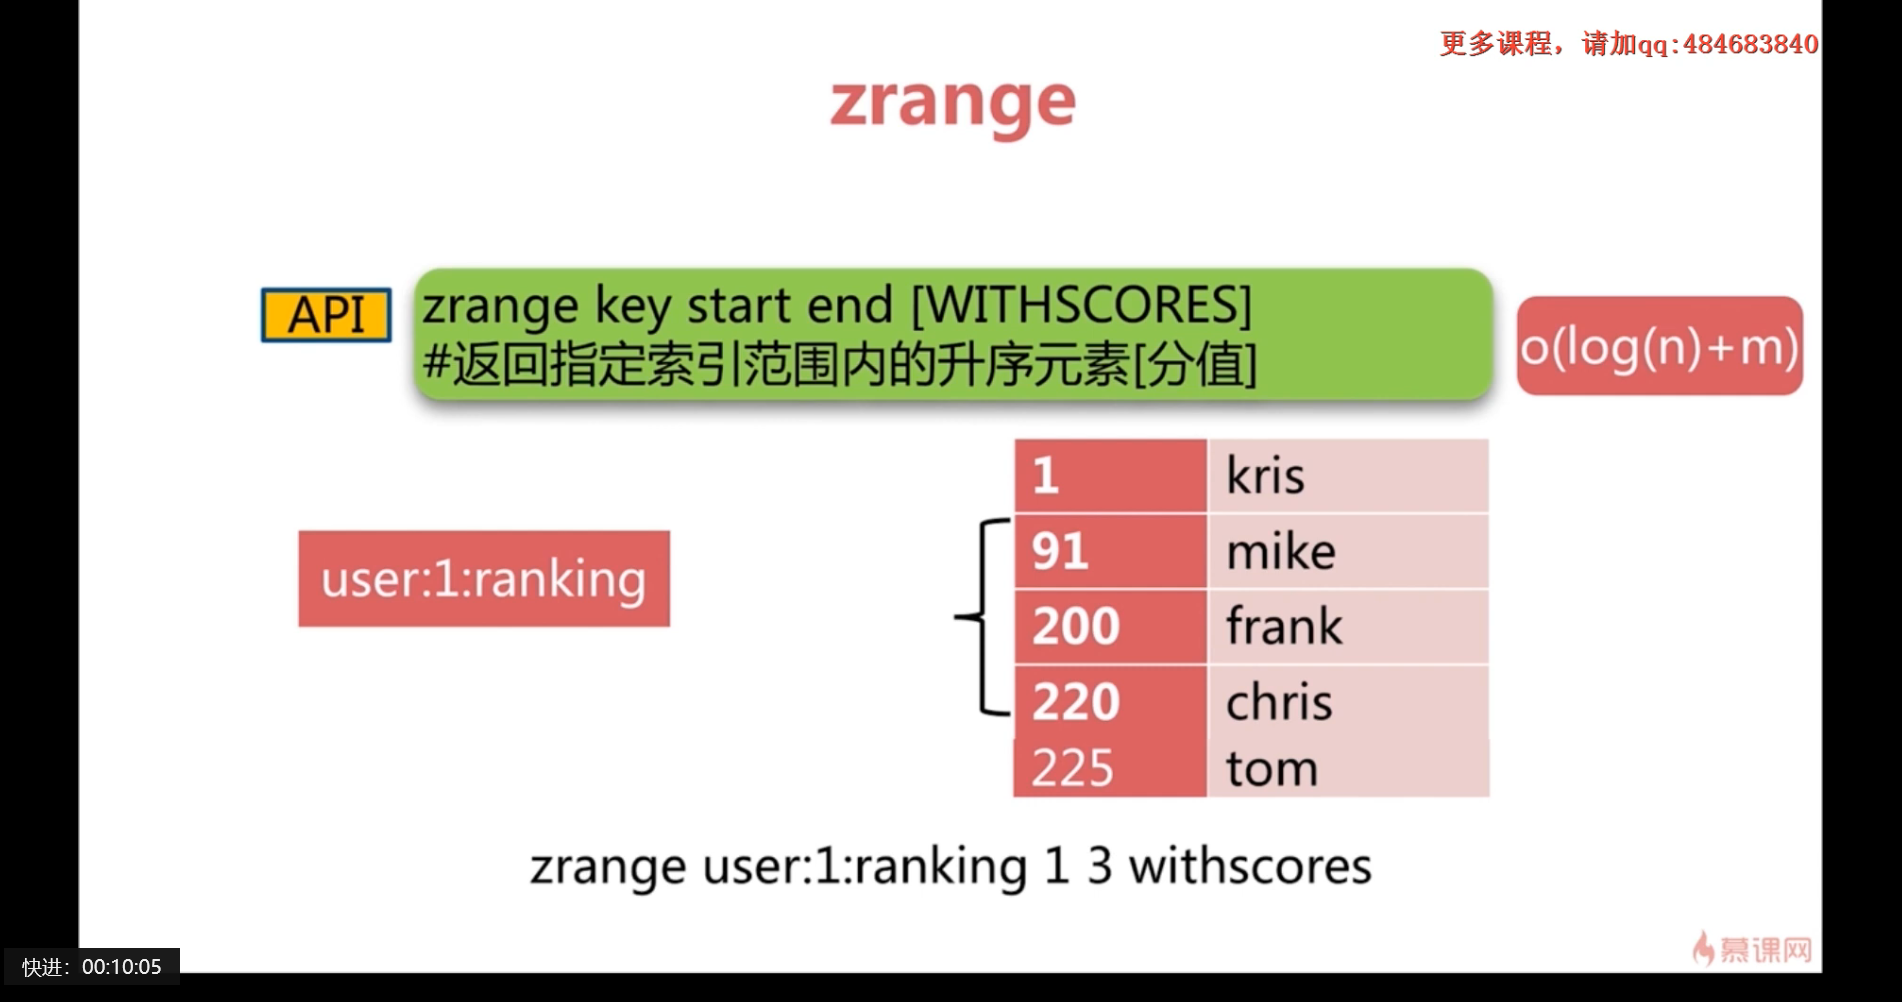 更多课程，请加qq:484683840
zrange
API
zrange key start end [WITHSCORES]
#返回指定索引范围内的升序元素[分值]
o(log(n)+m)
user:1:ranking
1 kris
91 mike
200 frank
220 chris
225 tom
zrange user:1:ranking 1 3 withscores
慕课网
快进：00:10:05